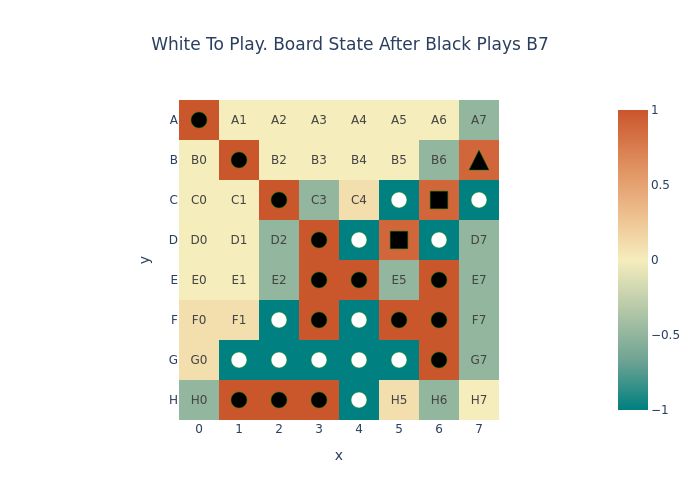 White To Play. Board State After Black Plays B7
A A1 A2 A3 A4 A5 A6 A7 1
B B0 B2 B3 B4 B5 B6
C C0 C1 C3 C4 0.5
D D0 D1 D2 D7
y
E E0 E1 E2 E5 E7 0
F F0 F1 F7 −0.5
G G0 G7
H H0 H5 H6 H7 −1
0 1 2 3 4 5 6 7
x